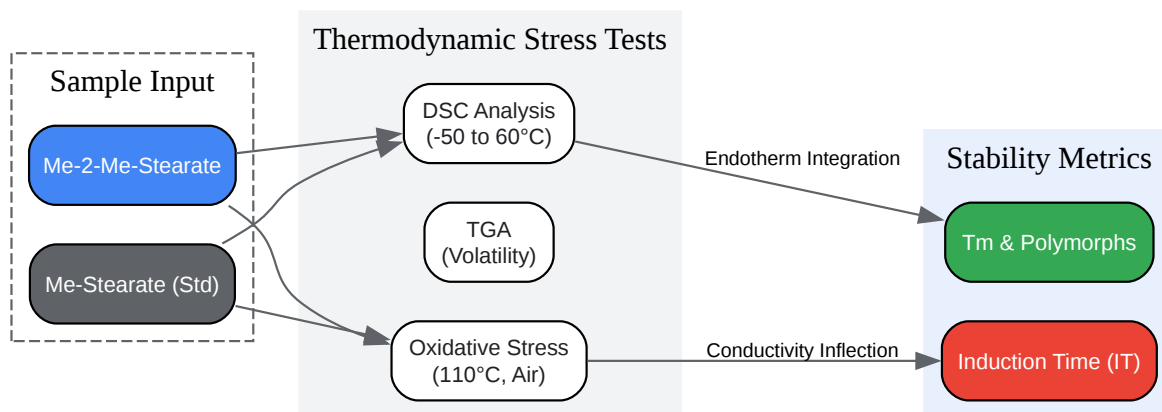 Sample Input
Me-2-Me-Stearate
Me-Stearate (Std)
Thermodynamic Stress Tests
DSC Analysis
(-50 to 60°C)
TGA
(Volatility)
Oxidative Stress
(110°C, Air)
Endotherm Integration
Conductivity Inflection
Stability Metrics
Tm & Polymorphs
Induction Time (IT)